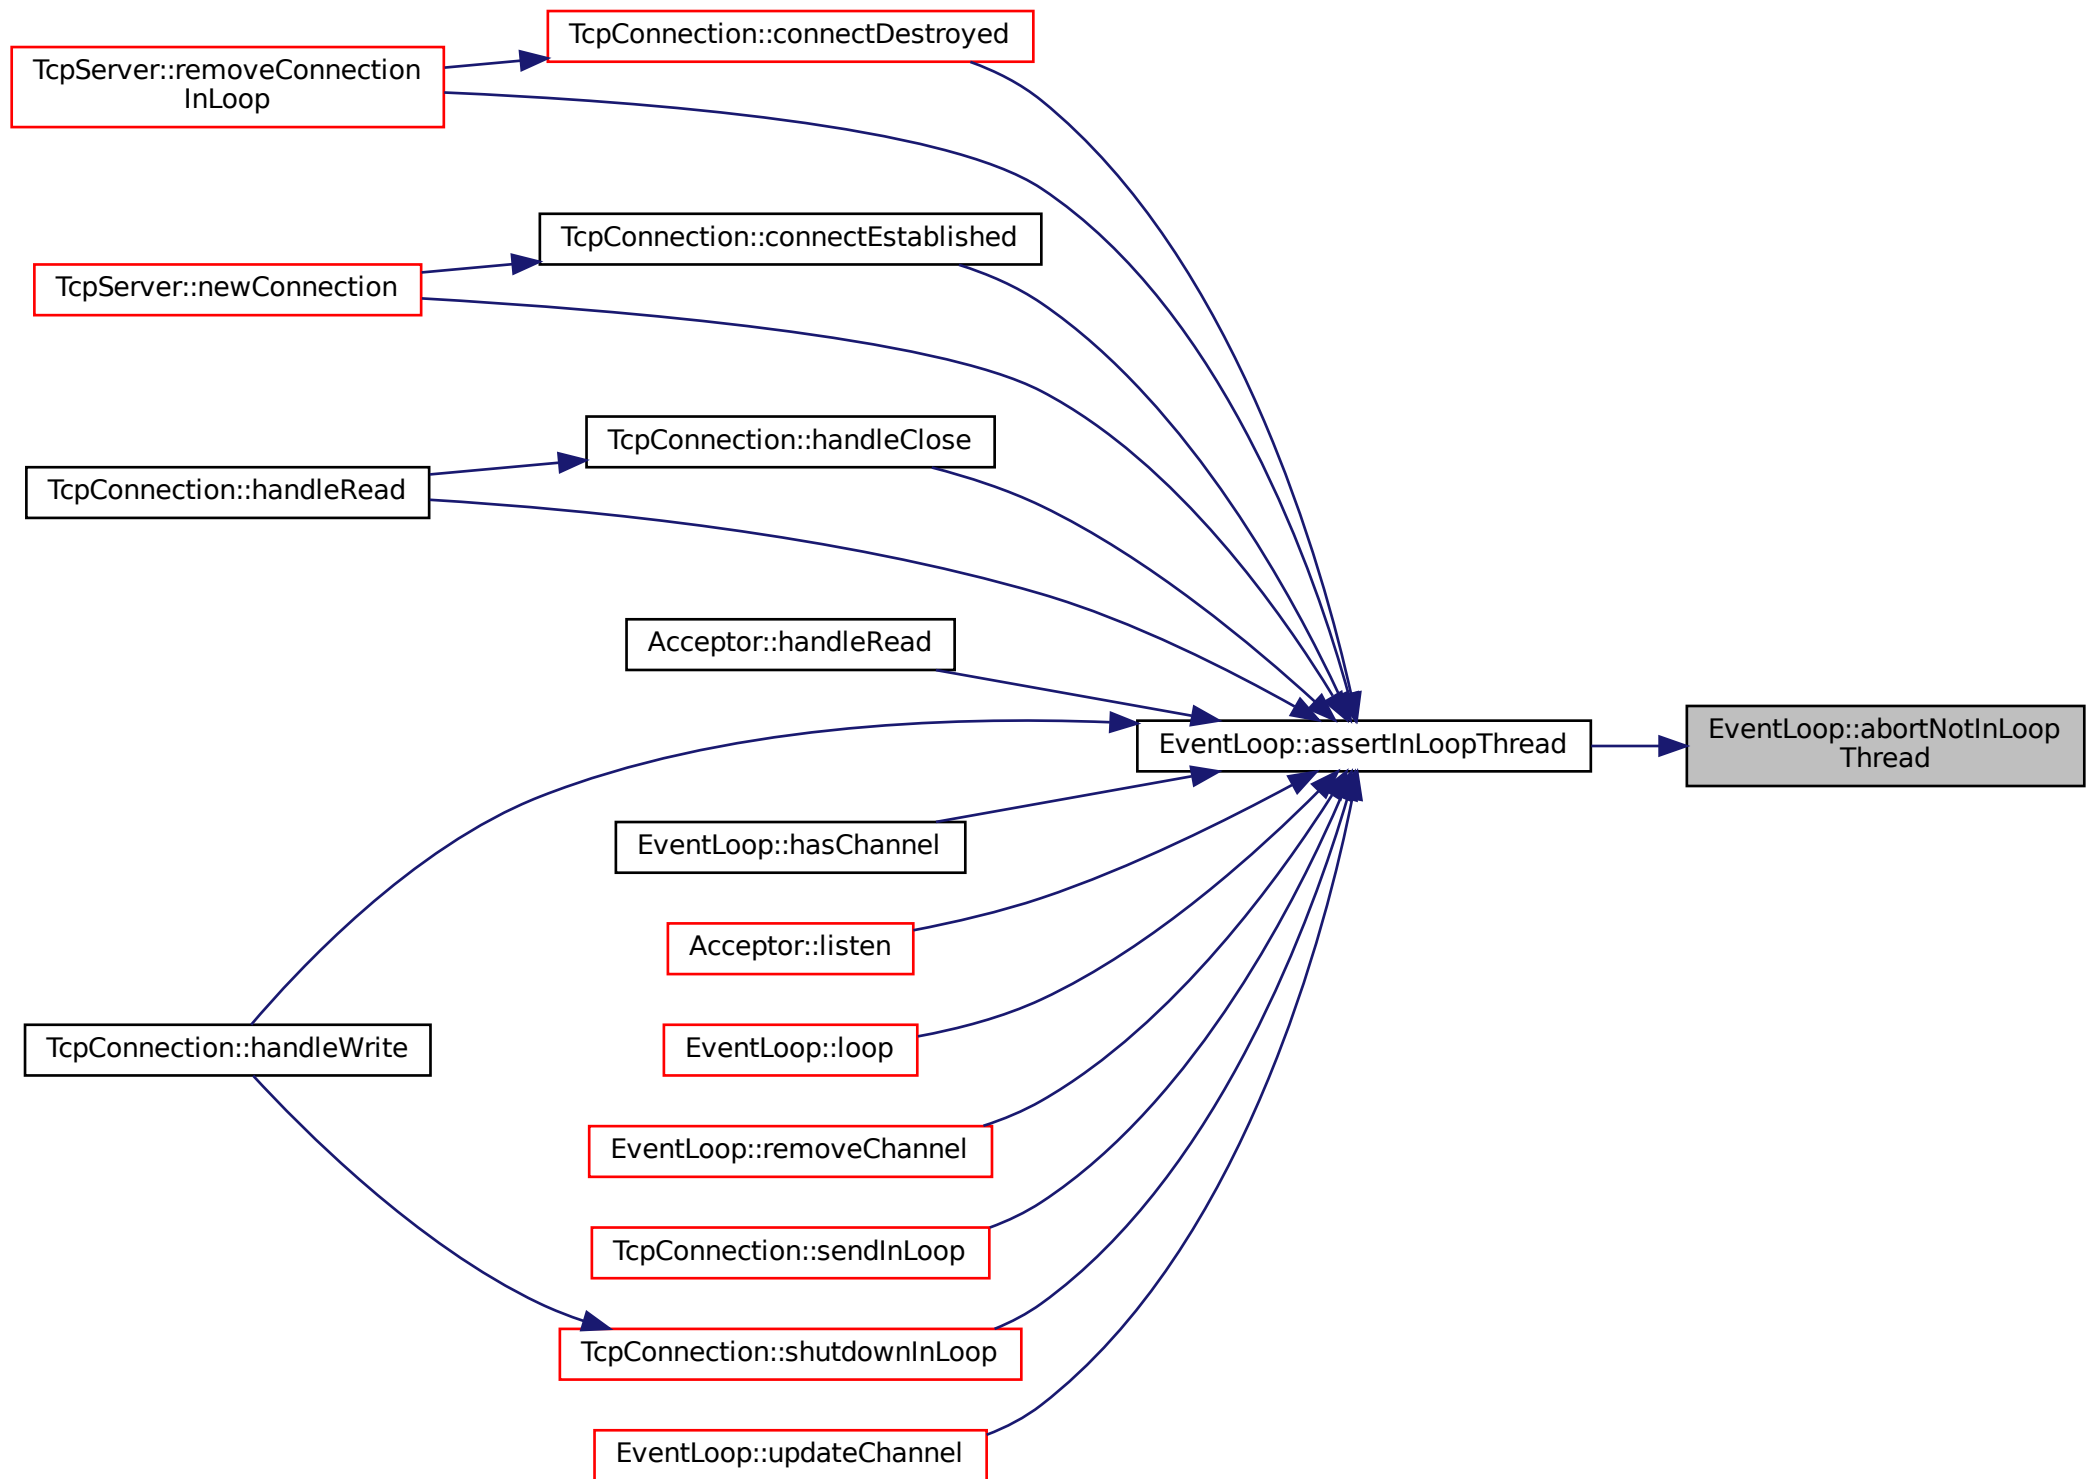 TcpConnection::connectDestroyed
TcpServer::removeConnection
InLoop
TcpConnection::connectEstablished
TcpServer::newConnection
TcpConnection::handleClose
TcpConnection::handleRead
Acceptor::handleRead
EventLoop::assertInLoopThread
EventLoop::abortNotInLoop
Thread
EventLoop::hasChannel
Acceptor::listen
EventLoop::loop
TcpConnection::handleWrite
EventLoop::removeChannel
TcpConnection::sendInLoop
TcpConnection::shutdownInLoop
EventLoop::updateChannel